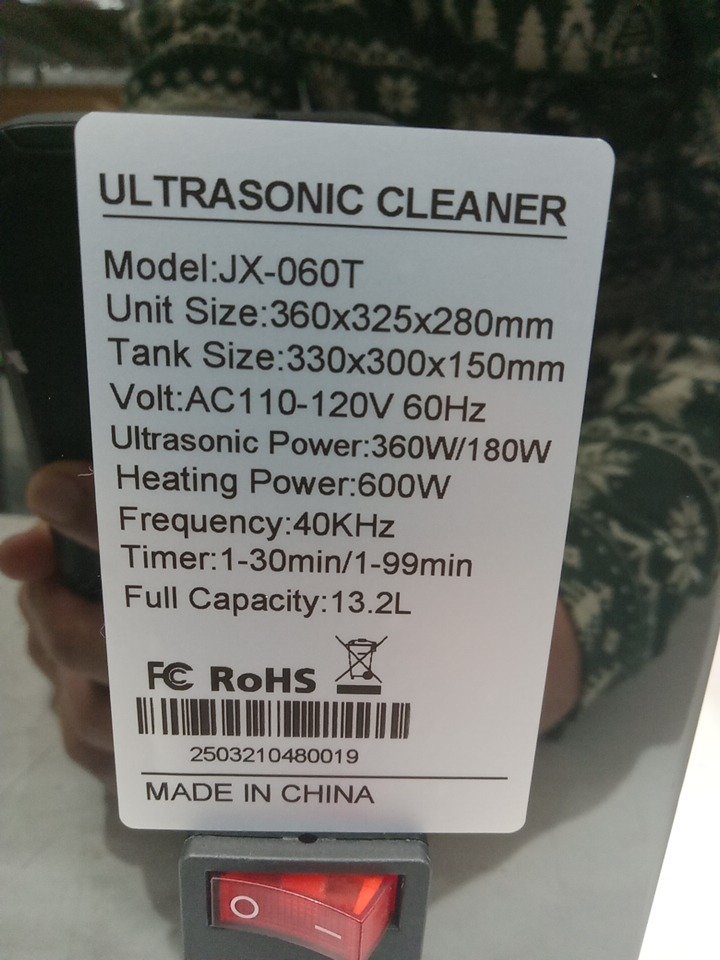 ULTRASONIC CLEANER
Model:JX-060T
Unit Size:360x325x280mm
Tank Size:330x300x150mm
Volt:AC110-120V 60Hz
Ultrasonic Power:360W/180W
Heating Power:600W
Frequency:40KHz
Timer:1-30min/1-99min
Full Capacity:13.2L
FC RoHS
2503210480019
MADE IN CHINA
O —